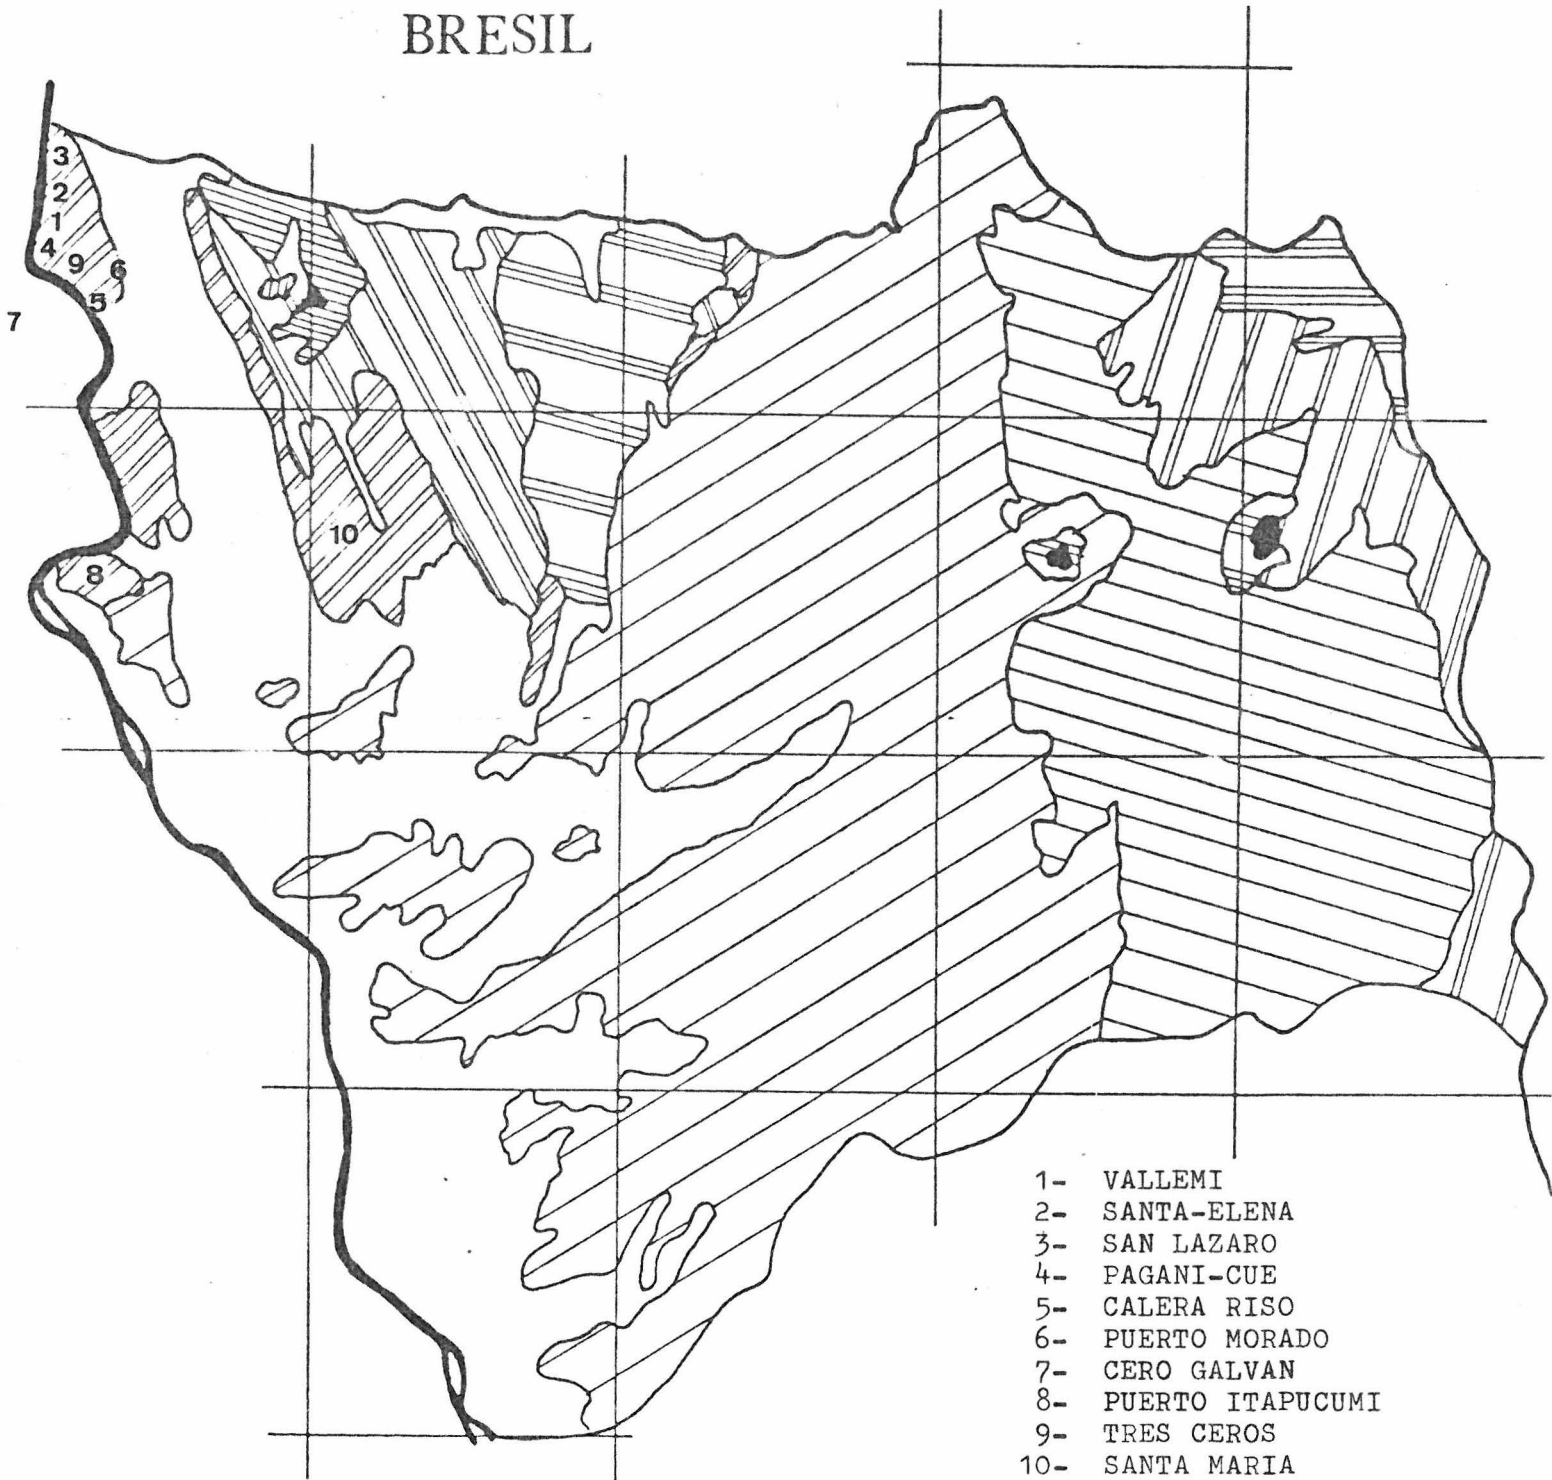 BRESIL
3
2
1
4
9
6
5
7
10
8
1- VALLEMI
2- SANTA-ELENA
3- SAN LAZARO
4- PAGANI-CUE
5- CALERA RISO
6- PUERTO MORADO
7- CERO GALVAN
8- PUERTO ITAPUCUMI
9- TRES CEROS
10- SANTA MARIA